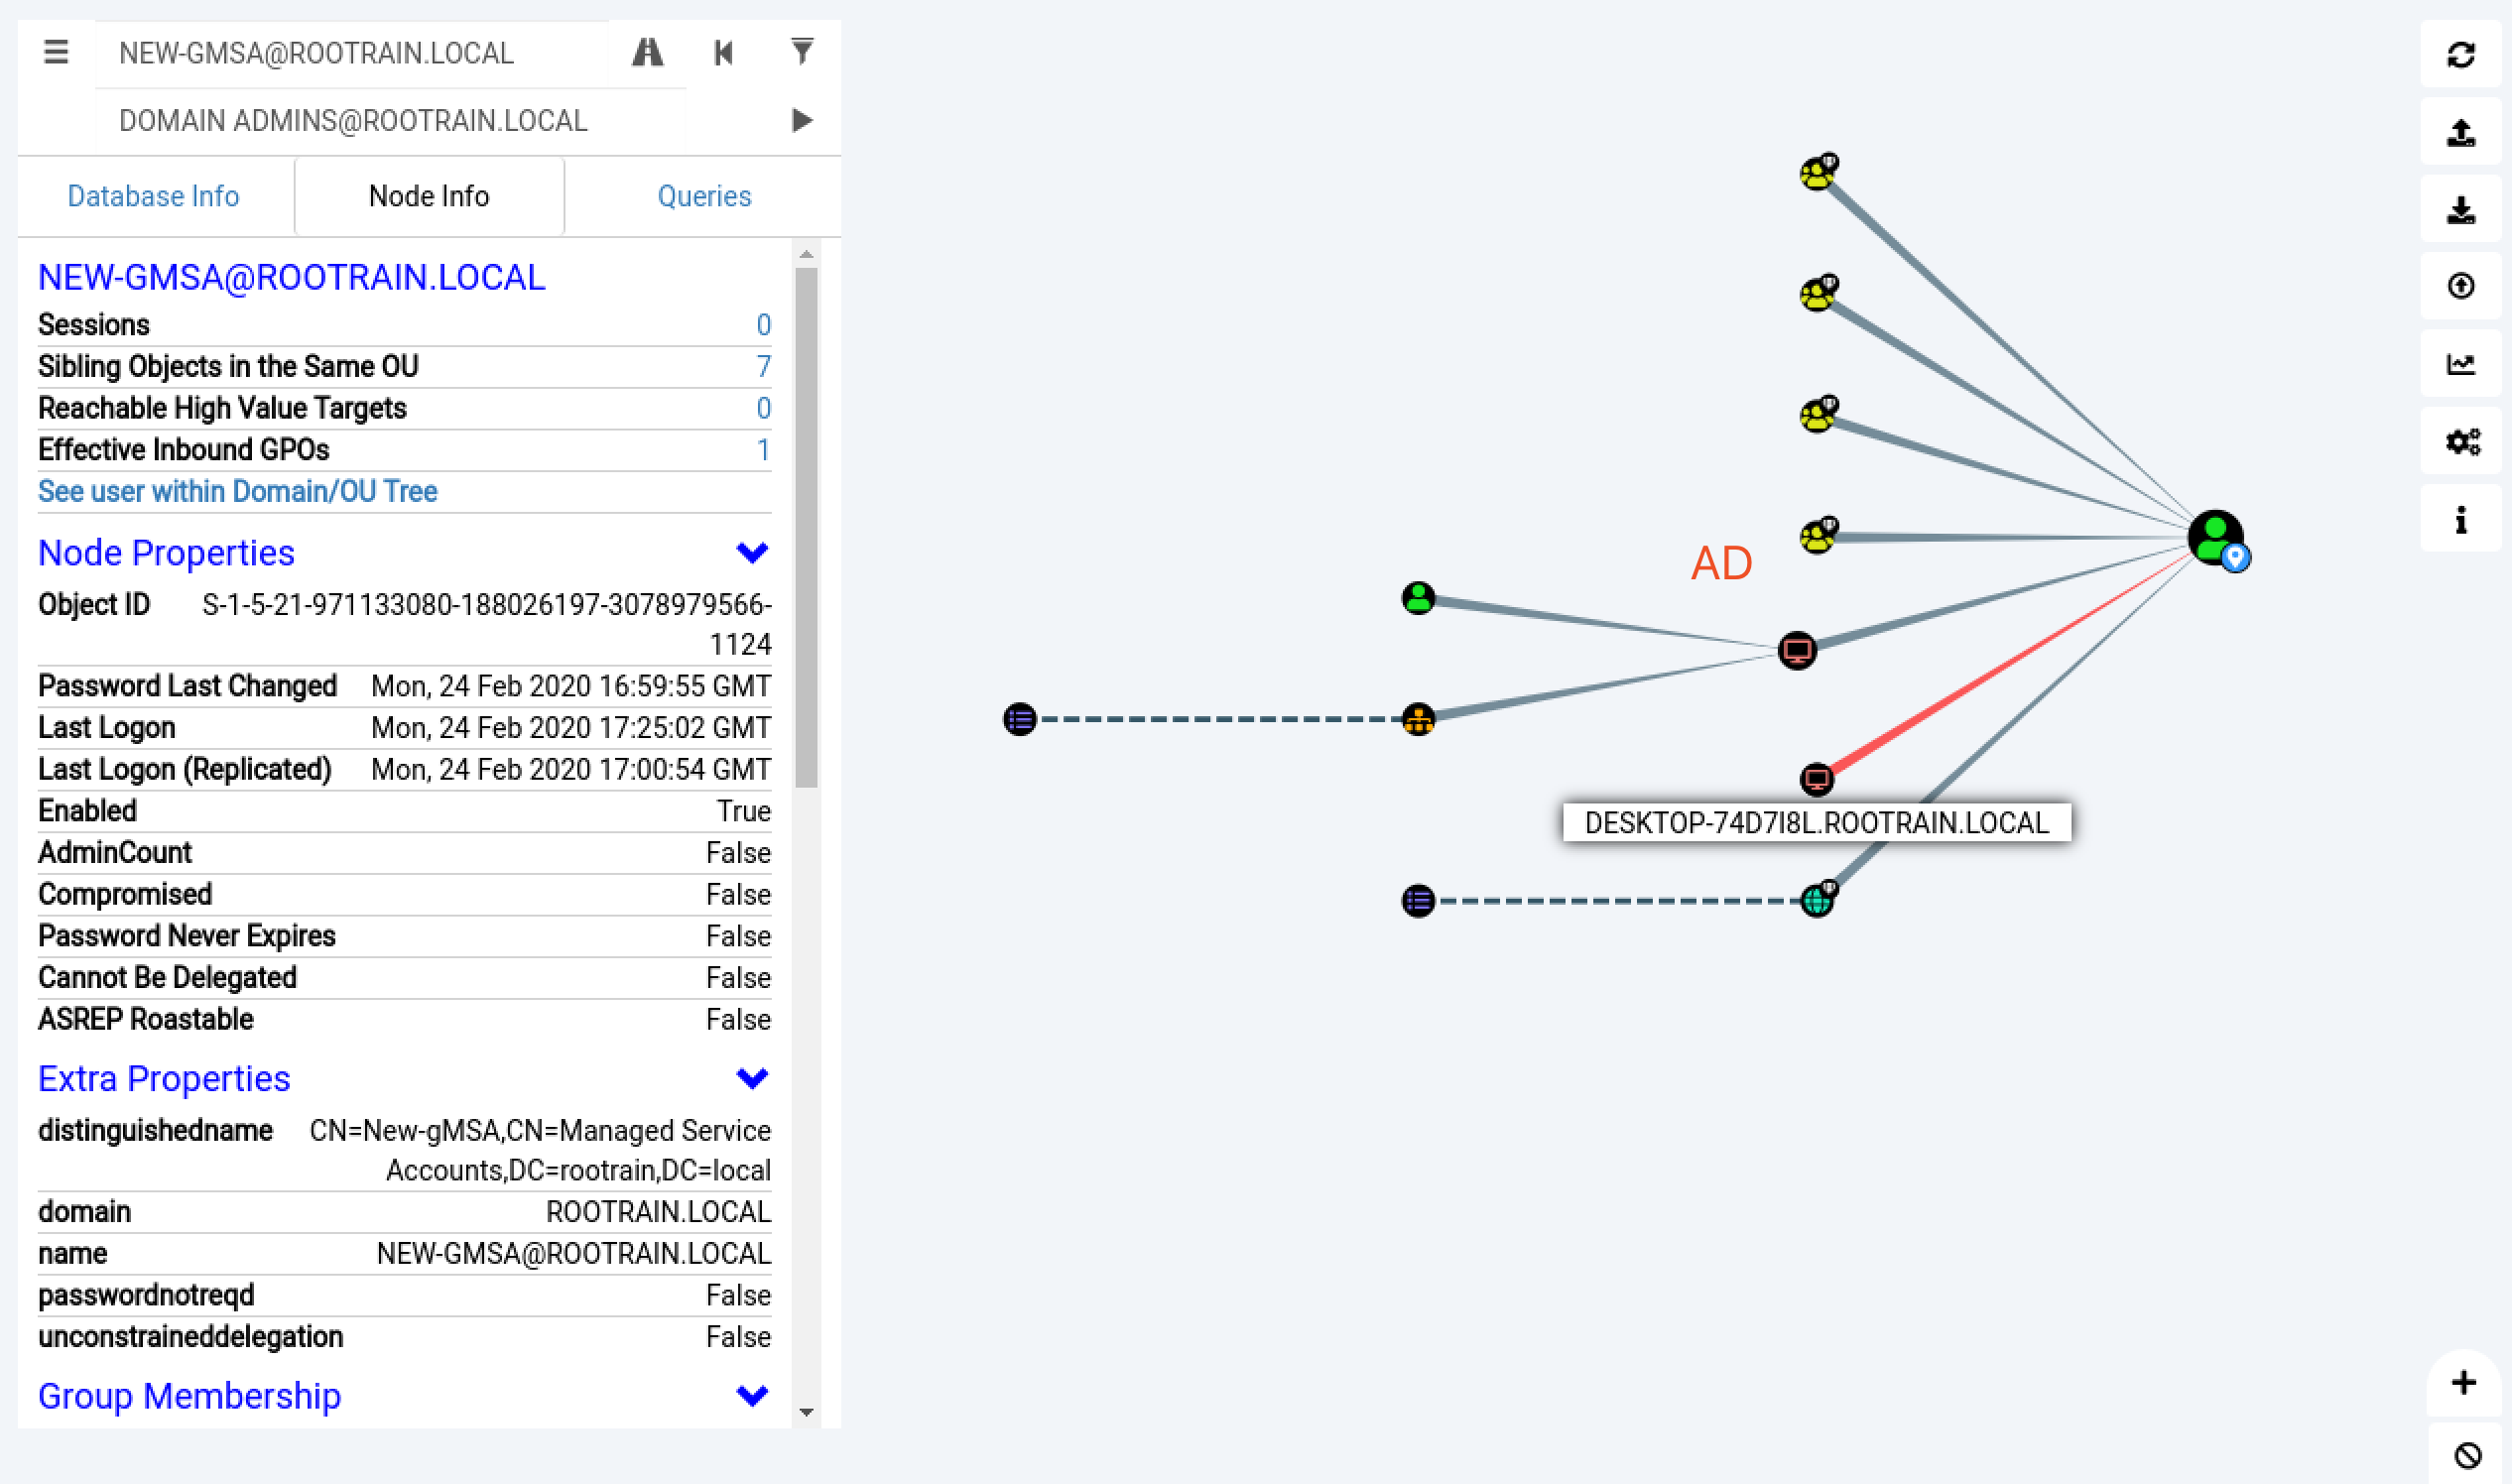 NEW-GMSA@ROOTRAIN.LOCAL
DOMAIN ADMINS@ROOTRAIN.LOCAL
Database Info
Node Info
Queries
NEW-GMSA@ROOTRAIN.LOCAL
Sessions 0
Sibling Objects in the Same OU 7
Reachable High Value Targets 0
Effective Inbound GPOs 1
See user within Domain/OU Tree
Node Properties
Object ID S-1-5-21-971133080-188026197-3078979566-
1124
Password Last Changed Mon, 24 Feb 2020 16:59:55 GMT
Last Logon Mon, 24 Feb 2020 17:25:02 GMT
Last Logon (Replicated) Mon, 24 Feb 2020 17:00:54 GMT
Enabled True
AdminCount False
Compromised False
Password Never Expires False
Cannot Be Delegated False
ASREP Roastable False
Extra Properties
distinguishedname CN=New-gMSA,CN=Managed Service
Accounts,DC=rootrain,DC=local
domain ROOTRAIN.LOCAL
name NEW-GMSA@ROOTRAIN.LOCAL
passwordnotreqd False
unconstraineddelegation False
Group Membership
AD
DESKTOP-74D7I8L.ROOTRAIN.LOCAL